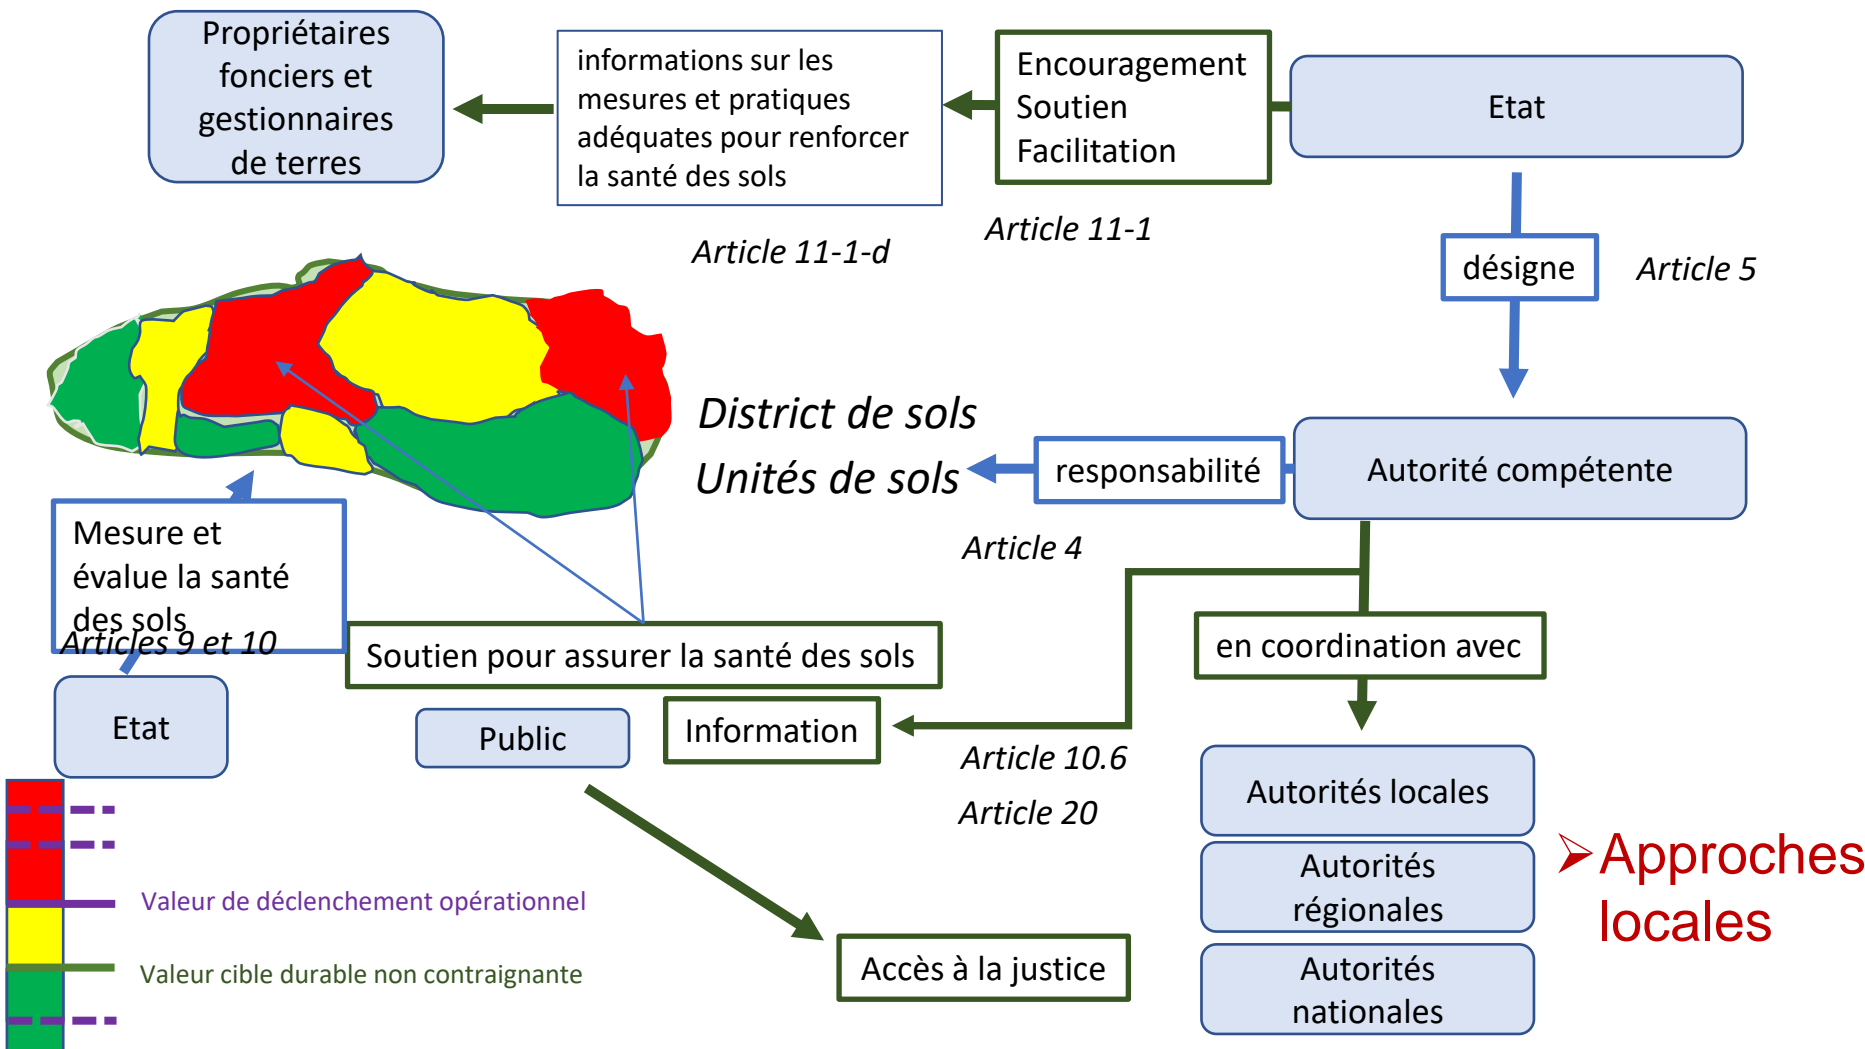 Propriétaires
fonciers et
gestionnaires
de terres
informations sur les
mesures et pratiques
adéquates pour renforcer
la santé des sols
Encouragement
Soutien
Facilitation
Etat
Article 11-1-d
Article 11-1
désigne
Article 5
District de sols
Unités de sols
responsabilité
Autorité compétente
Article 4
Mesure et
évalue la santé
des sols
Articles 9 et 10
Soutien pour assurer la santé des sols
en coordination avec
Etat
Public
Information
Article 10.6
Article 20
Autorités locales
Autorités
régionales
Autorités
nationales
➢Approches
locales
Valeur de déclenchement opérationnel
Valeur cible durable non contraignante
Accès à la justice